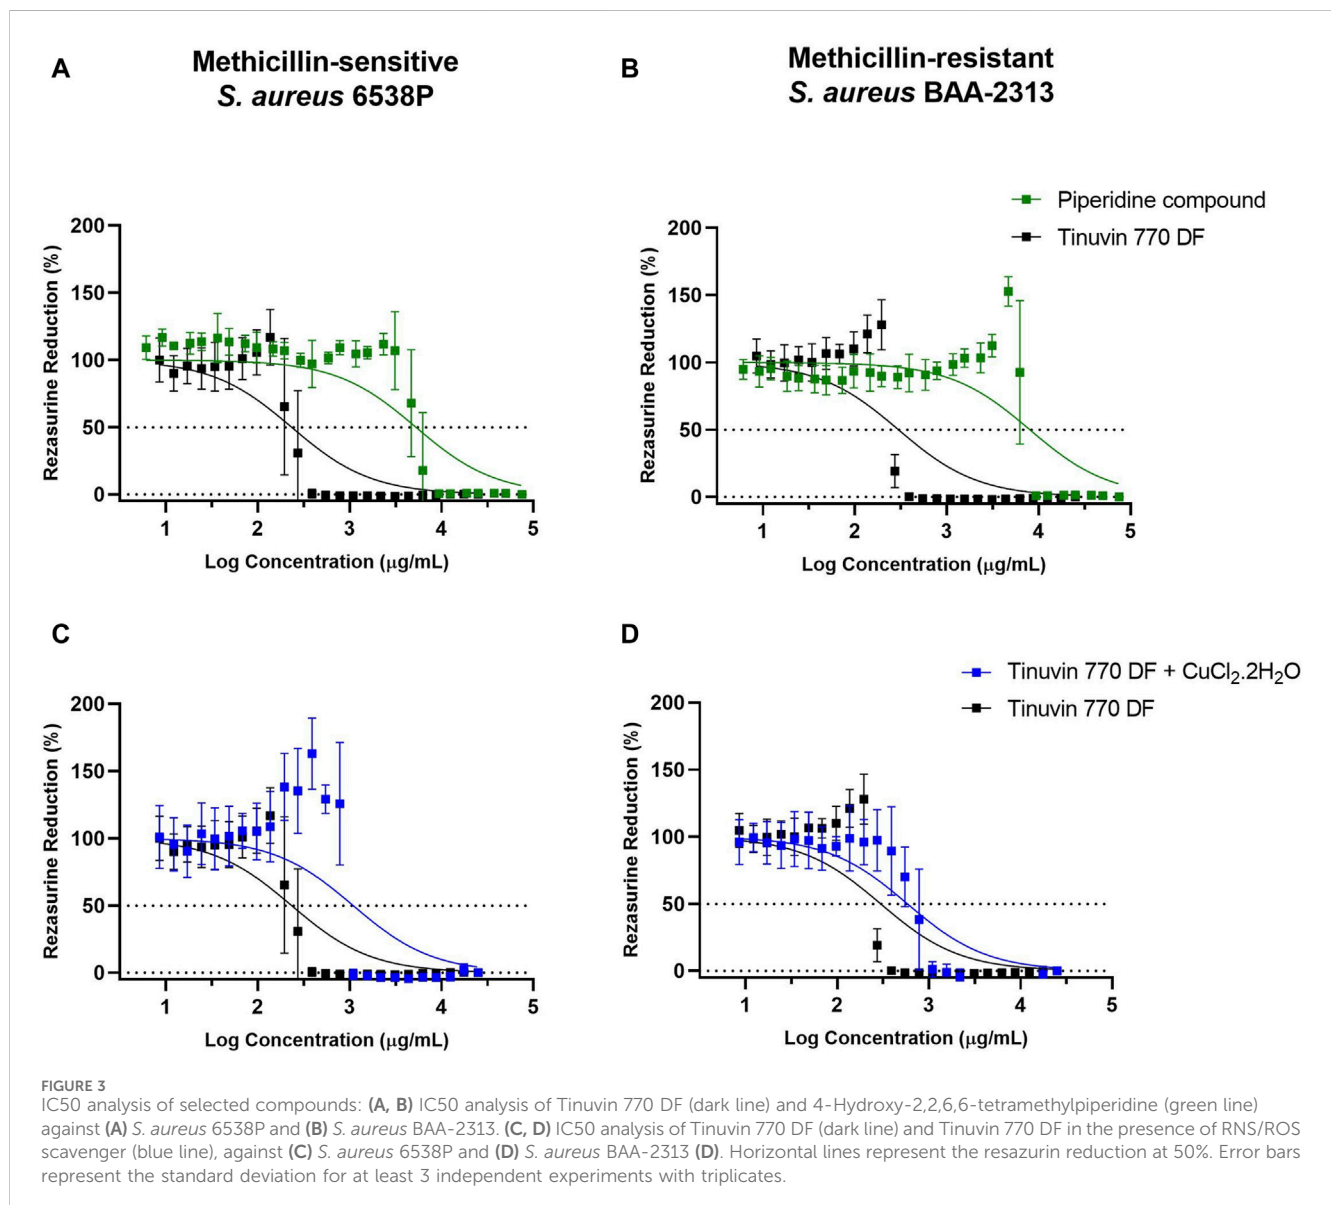 A
Methicillin-sensitive
S. aureus 6538P
B
Methicillin-resistant
S. aureus BAA-2313
Piperidine compound
Tinuvin 770 DF
200
150
100
50
0
Rezasurine Reduction (%)
1 2 3 4 5
Log Concentration (µg/mL)
200
150
100
50
0
Rezasurine Reduction (%)
1 2 3 4 5
Log Concentration (µg/mL)
C
D
Tinuvin 770 DF + CuCl2.2H2O
Tinuvin 770 DF
200
150
100
50
0
Rezasurine Reduction (%)
1 2 3 4 5
Log Concentration (µg/mL)
200
150
100
50
0
Rezasurine Reduction (%)
1 2 3 4 5
Log Concentration (µg/mL)
FIGURE 3
IC50 analysis of selected compounds: (A, B) IC50 analysis of Tinuvin 770 DF (dark line) and 4-Hydroxy-2,2,6,6-tetramethylpiperidine (green line)
against (A) S. aureus 6538P and (B) S. aureus BAA-2313. (C, D) IC50 analysis of Tinuvin 770 DF (dark line) and Tinuvin 770 DF in the presence of RNS/ROS
scavenger (blue line), against (C) S. aureus 6538P and (D) S. aureus BAA-2313 (D). Horizontal lines represent the resazurin reduction at 50%. Error bars
represent the standard deviation for at least 3 independent experiments with triplicates.